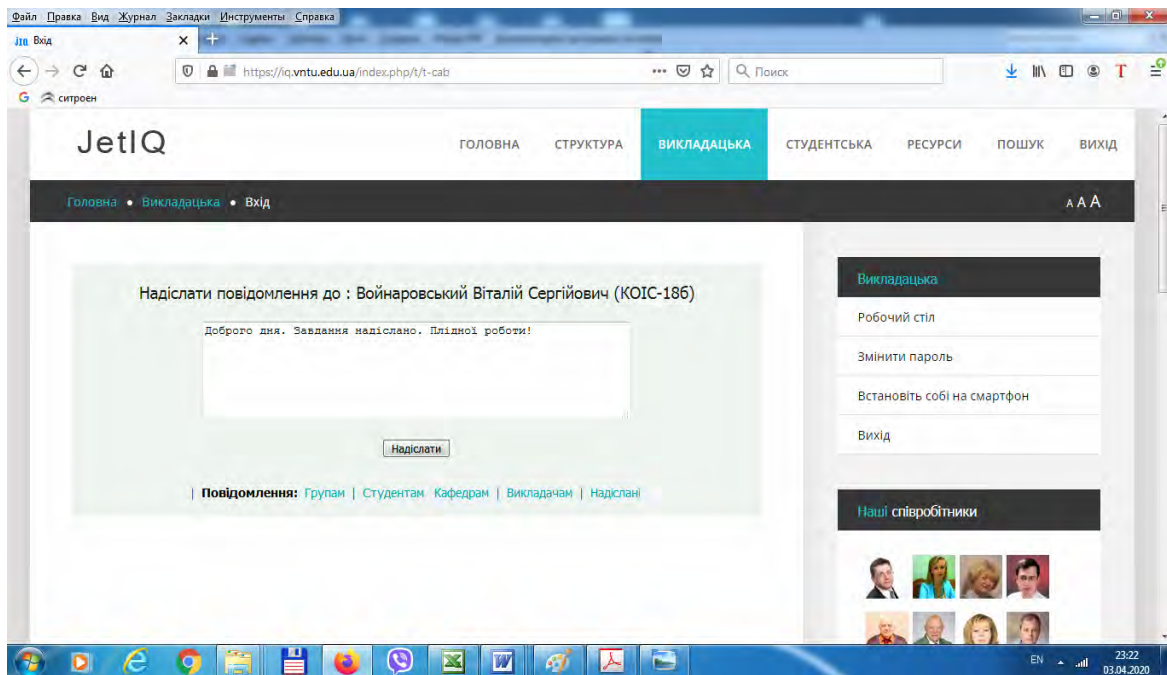 Файл Правка Вид Журнал Закладки Инструменты Справка
Вхід
https://iq.vntu.edu.ua/index.php/t/t-cab
Поиск
G ситроен
JetIQ
ГОЛОВНА СТРУКТУРА ВИКЛАДАЦЬКА СТУДЕНТСЬКА РЕСУРСИ ПОШУК ВИХІД
Головна • Викладацька • Вхід
A A A
Надіслати повідомлення до : Войнаровський Віталій Сергійович (КОІС-18б)
Доброго дня. Завдання надіслано. Плідної роботи!
Надіслати
| Повідомлення: Групам | Студентам Кафедрам | Викладачам | Надіслані
Викладацька
Робочий стіл
Змінити пароль
Встановіть собі на смартфон
Вихід
Наші співробітники
EN
23:22
03.04.2020